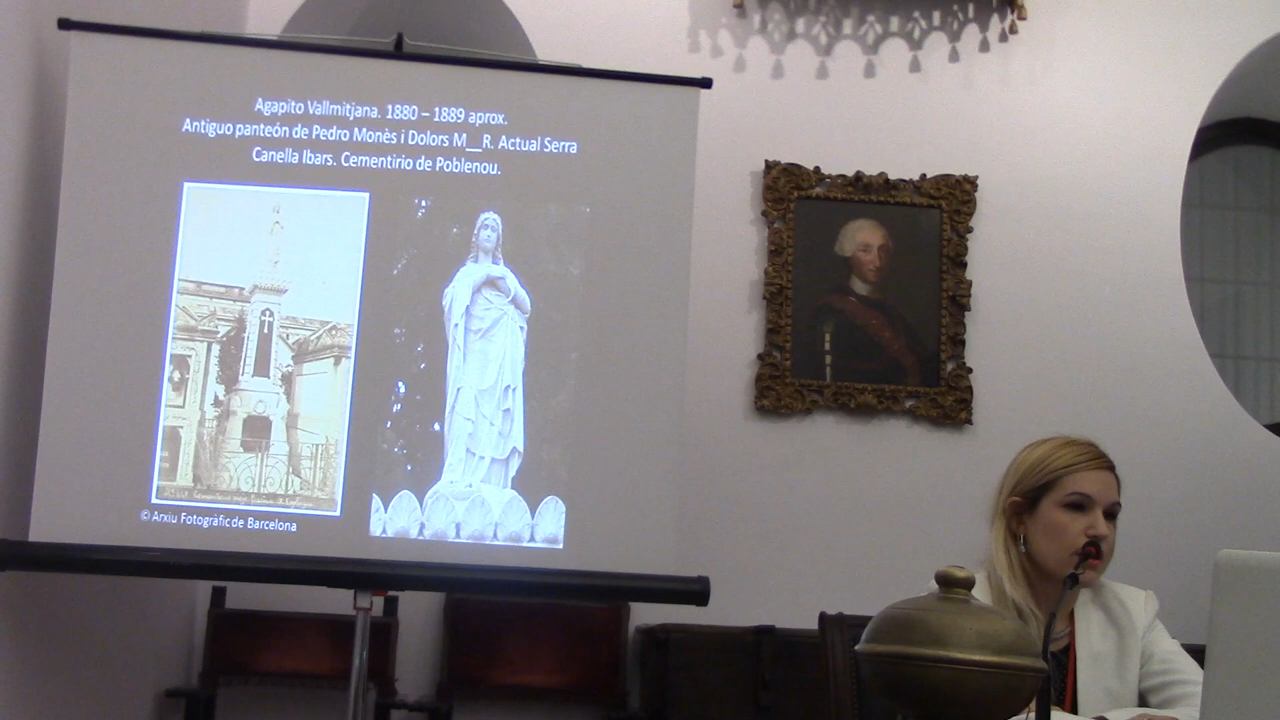 Agapito Vallmitjana. 1880 – 1889 aprox.
Antiguo panteón de Pedro Monès i Dolors M__R. Actual Serra
Canella Ibars. Cementirio de Poblenou.
© Arxiu Fotogràfic de Barcelona